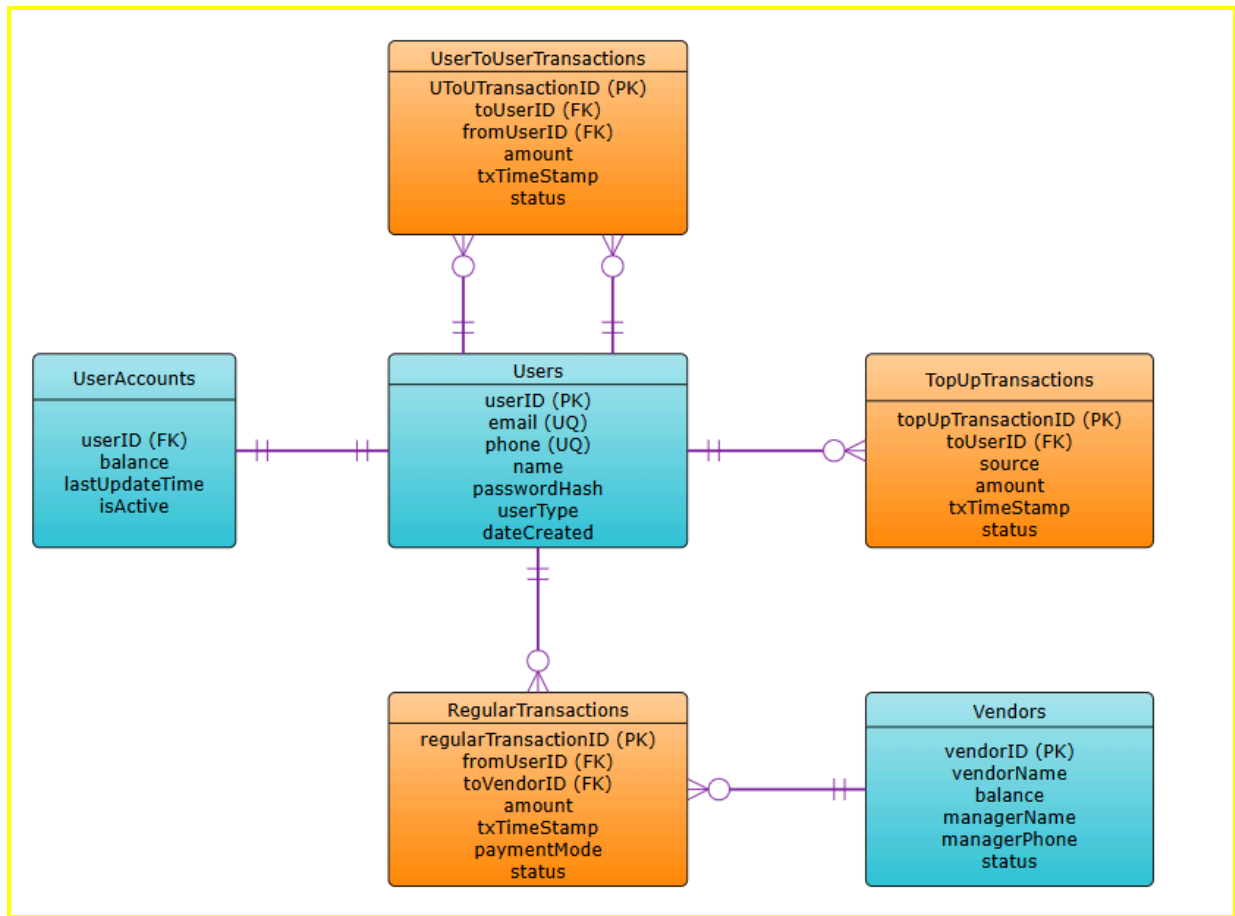 UserToUserTransactions
UToUTransactionID (PK)
toUserID (FK)
fromUserID (FK)
amount
txTimeStamp
status
UserAccounts
userID (FK)
balance
lastUpdateTime
isActive
Users
userID (PK)
email (UQ)
phone (UQ)
name
passwordHash
userType
dateCreated
TopUpTransactions
topUpTransactionID (PK)
toUserID (FK)
source
amount
txTimeStamp
status
RegularTransactions
regularTransactionID (PK)
fromUserID (FK)
toVendorID (FK)
amount
txTimeStamp
paymentMode
status
Vendors
vendorID (PK)
vendorName
balance
managerName
managerPhone
status